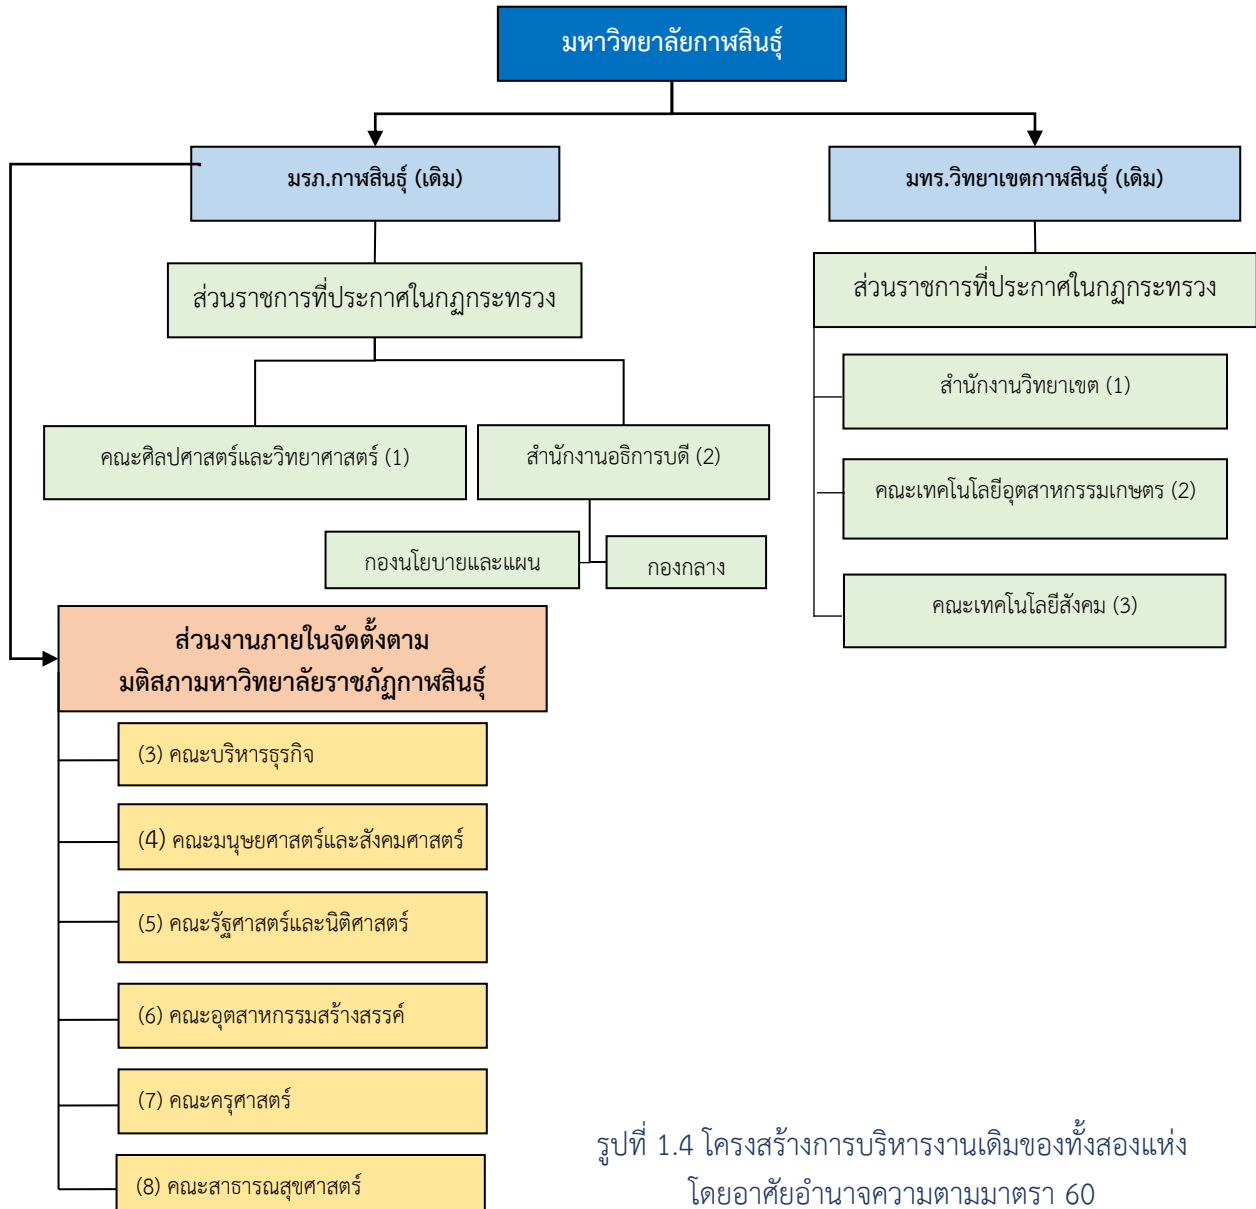 มหาวิทยาลัยกาฬสินธุ์
มรภ.กาฬสินธุ์ (เดิม)
มทร.วิทยาเขตกาฬสินธุ์ (เดิม)
ส่วนราชการที่ประกาศในกฎกระทรวง
ส่วนราชการที่ประกาศในกฎกระทรวง
คณะศิลปศาสตร์และวิทยาศาสตร์ (1)
สำนักงานอธิการบดี (2)
กองนโยบายและแผน
กองกลาง
สำนักงานวิทยาเขต (1)
คณะเทคโนโลยีอุตสาหกรรมเกษตร (2)
คณะเทคโนโลยีสังคม (3)
ส่วนงานภายในจัดตั้งตาม
มติสภามหาวิทยาลัยราชภัฏกาฬสินธุ์
(3) คณะบริหารธุรกิจ
(4) คณะมนุษยศาสตร์และสังคมศาสตร์
(5) คณะรัฐศาสตร์และนิติศาสตร์
(6) คณะอุตสาหกรรมสร้างสรรค์
(7) คณะครุศาสตร์
(8) คณะสาธารณสุขศาสตร์
รูปที่ 1.4 โครงสร้างการบริหารงานเดิมของทั้งสองแห่ง
โดยอาศัยอำนาจความตามมาตรา 60